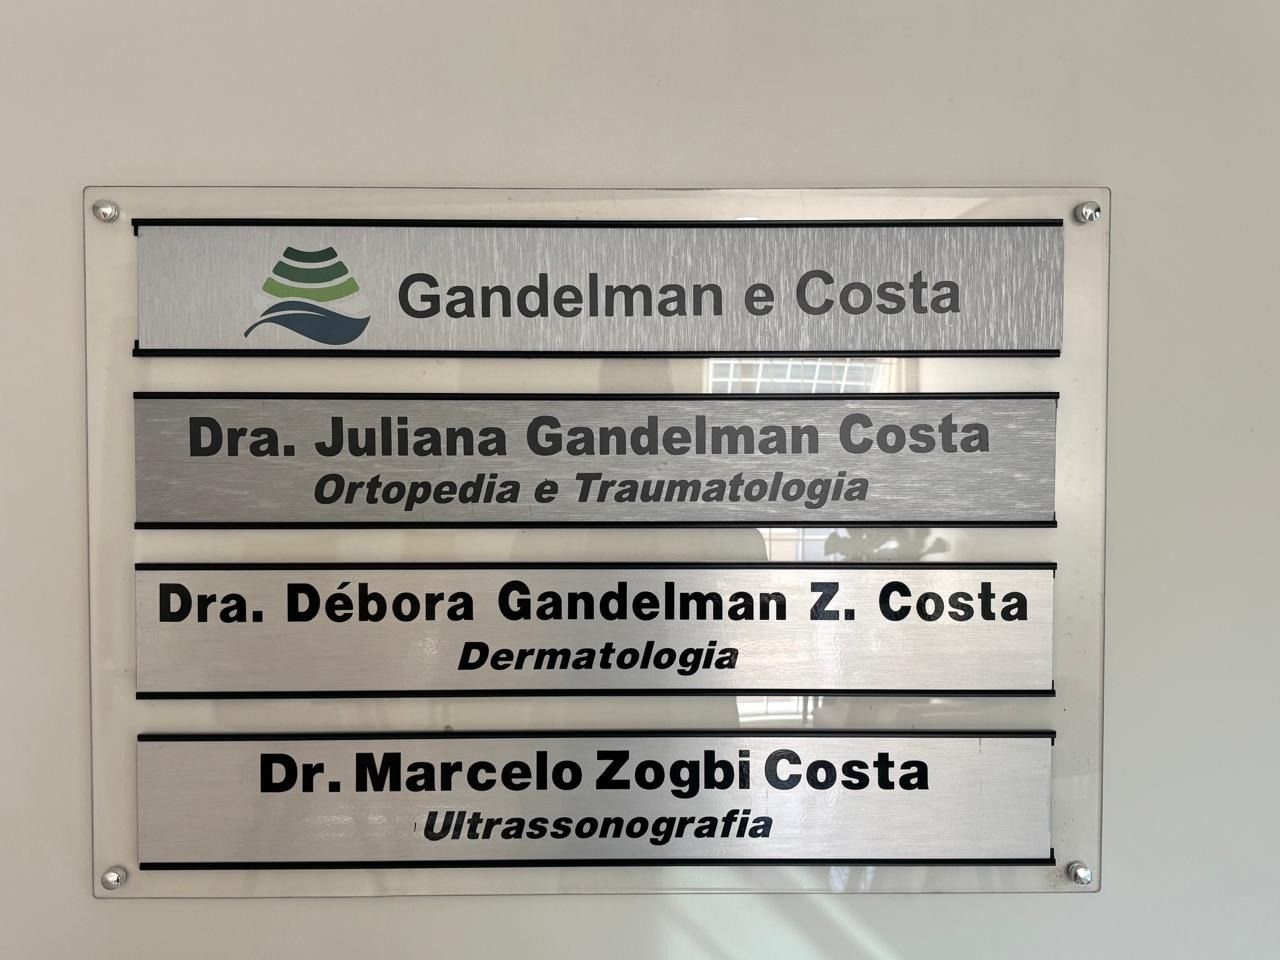 Gandelman e Costa
Dra. Juliana Gandelman Costa
Ortopedia e Traumatologia
Dra. Débora Gandelman Z. Costa
Dermatologia
Dr. Marcelo Zogbi Costa
Ultrassonografia